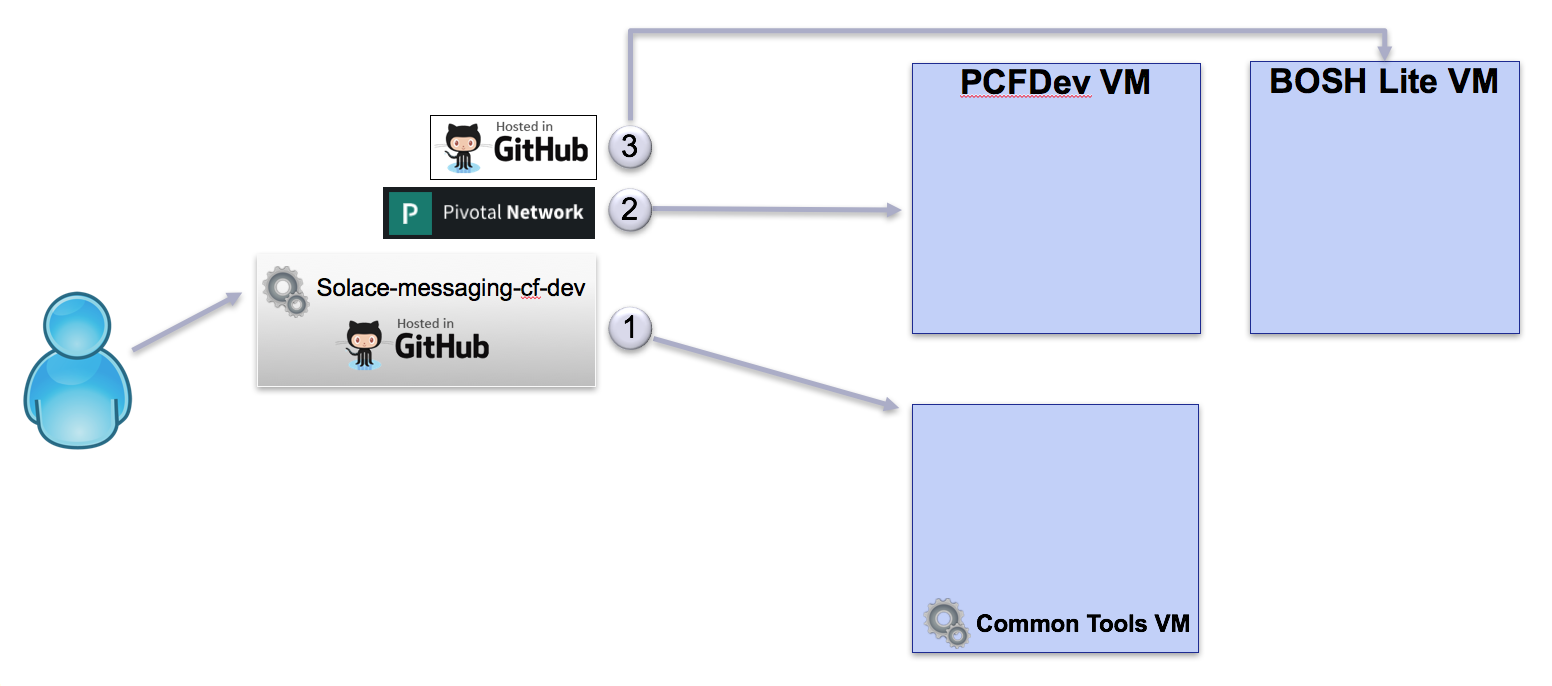 PCFDev VM
BOSH Lite VM
Hosted in
GitHub
3
P
Pivotal Network
2
Solace-messaging-cf-dev
Hosted in
GitHub
1
Common Tools VM